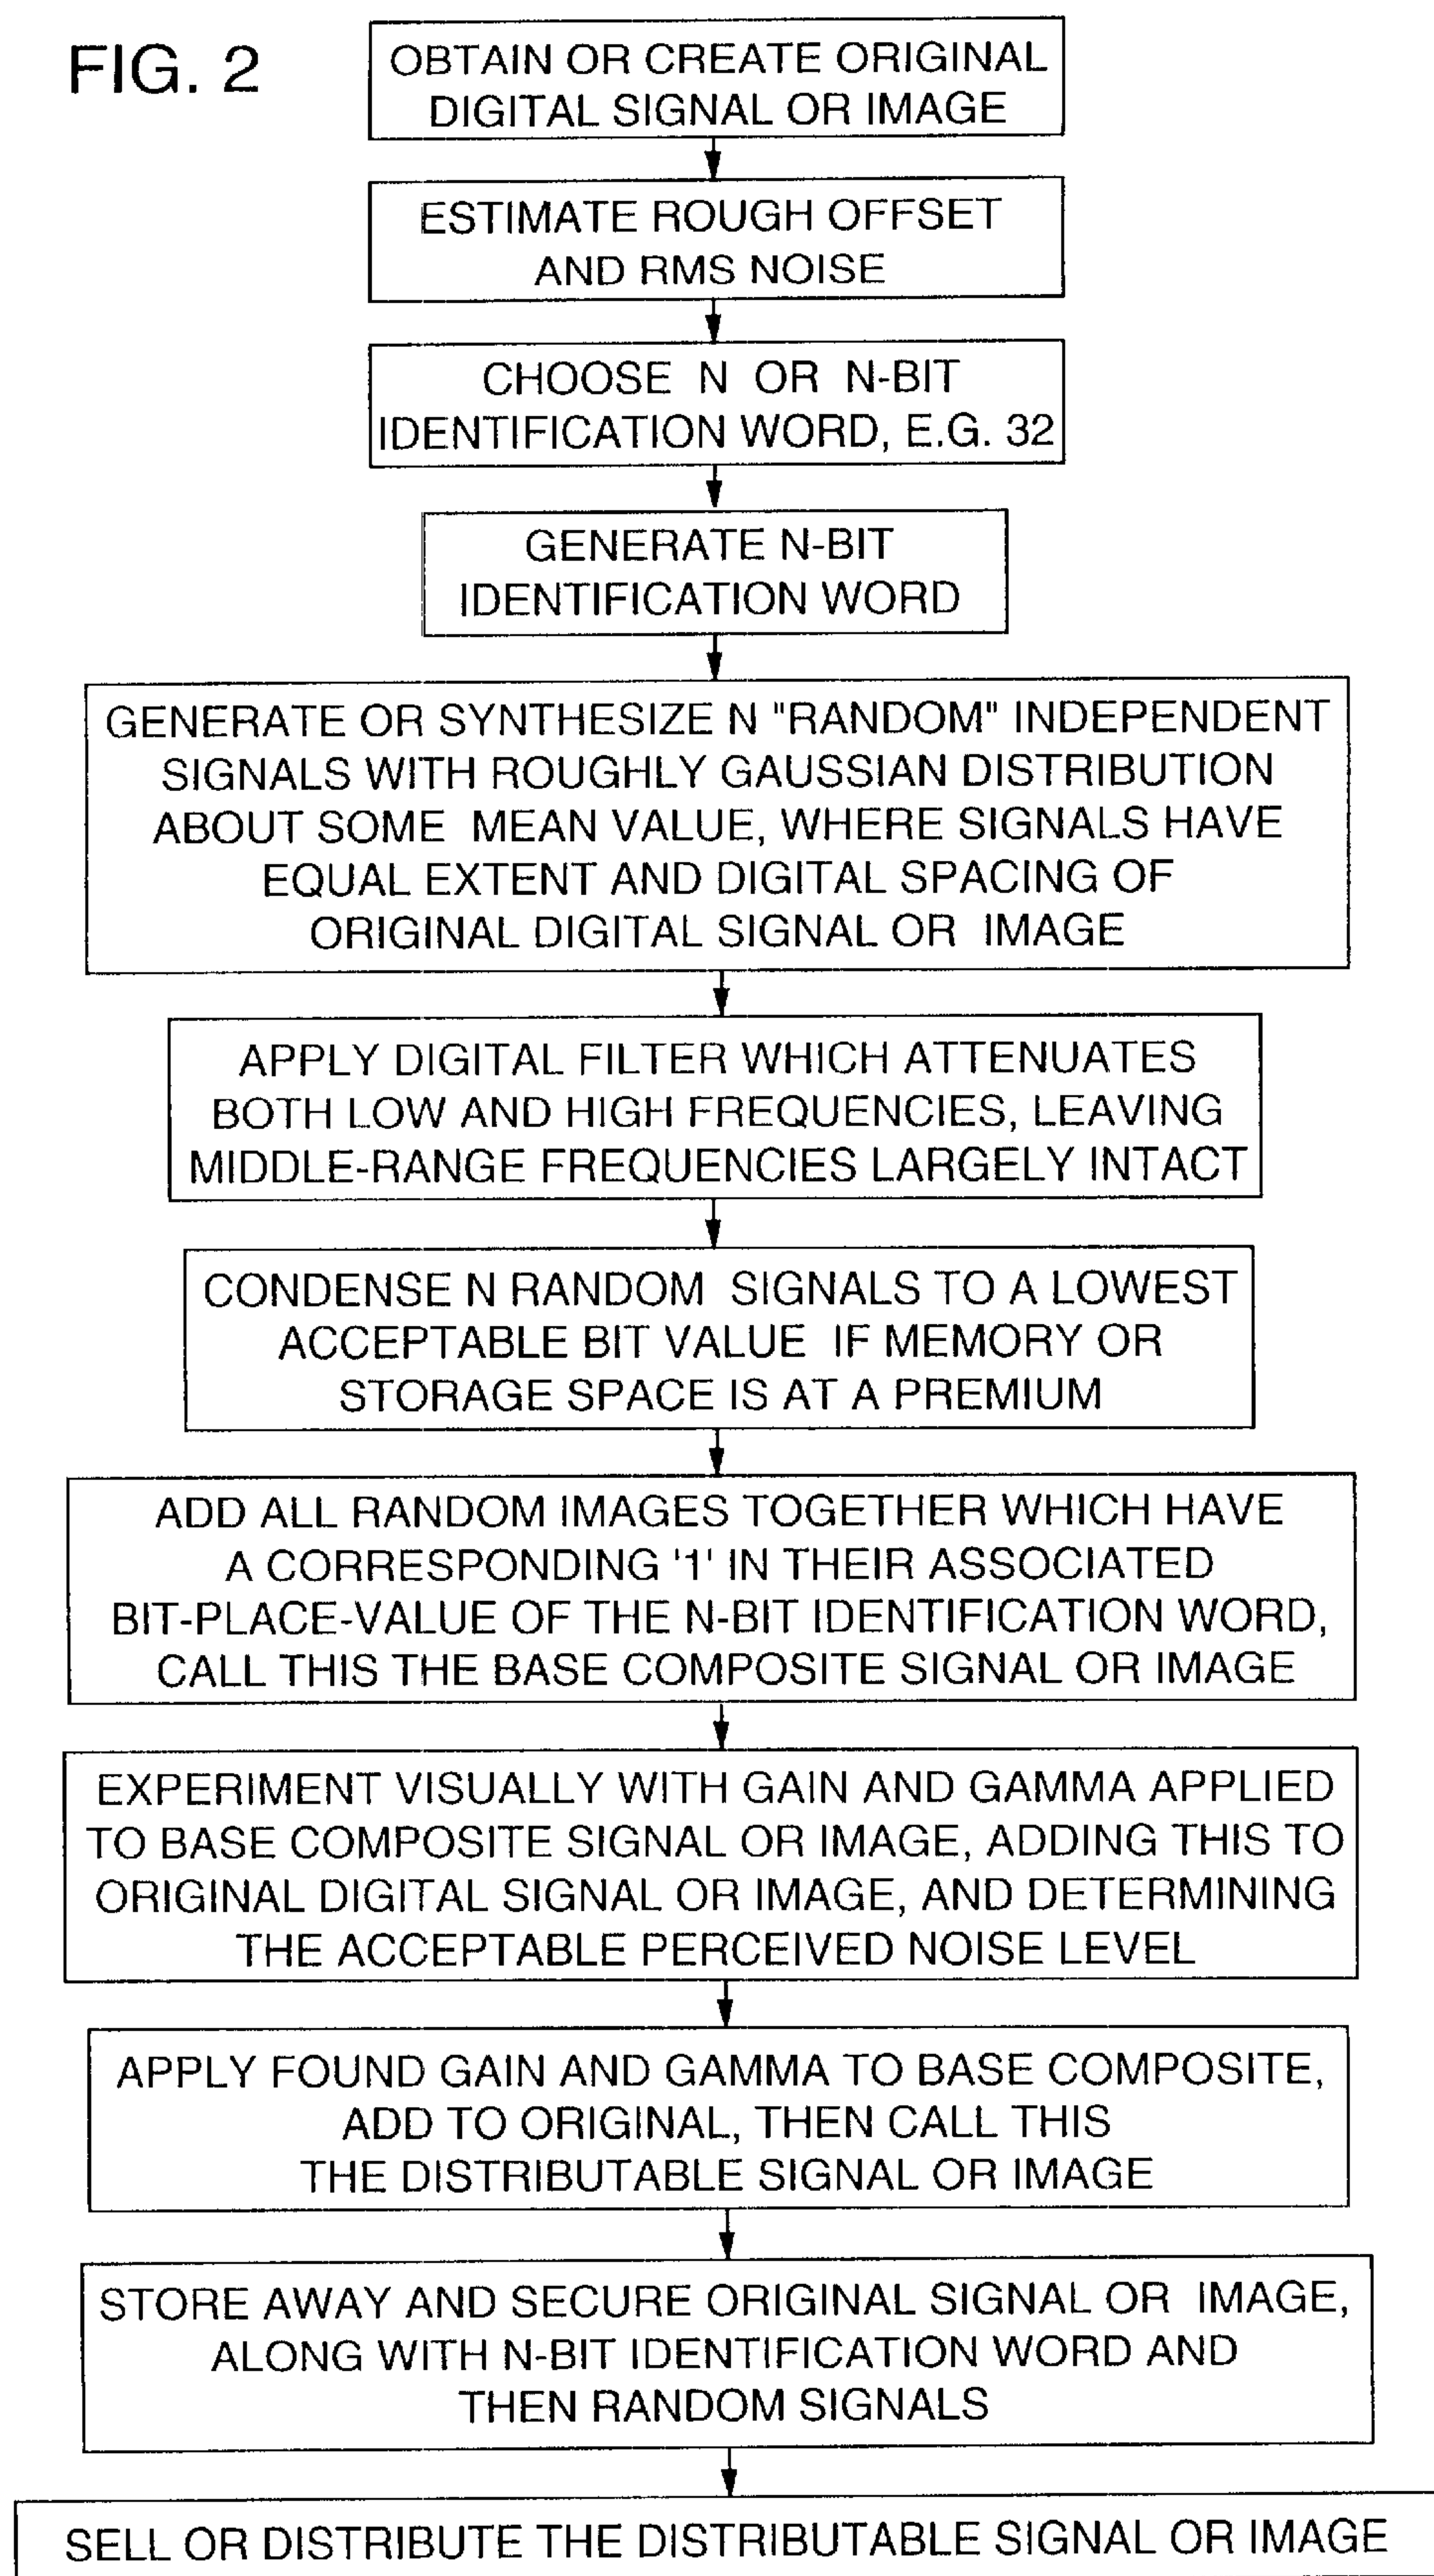 FIG. 2
OBTAIN OR CREATE ORIGINAL
DIGITAL SIGNAL OR IMAGE
ESTIMATE ROUGH OFFSET
AND RMS NOISE
CHOOSE N OR N-BIT
IDENTIFICATION WORD, E.G. 32
GENERATE N-BIT
IDENTIFICATION WORD
GENERATE OR SYNTHESIZE N "RANDOM" INDEPENDENT
SIGNALS WITH ROUGHLY GAUSSIAN DISTRIBUTION
ABOUT SOME MEAN VALUE, WHERE SIGNALS HAVE
EQUAL EXTENT AND DIGITAL SPACING OF
ORIGINAL DIGITAL SIGNAL OR IMAGE
APPLY DIGITAL FILTER WHICH ATTENUATES
BOTH LOW AND HIGH FREQUENCIES, LEAVING
MIDDLE-RANGE FREQUENCIES LARGELY INTACT
CONDENSE N RANDOM SIGNALS TO A LOWEST
ACCEPTABLE BIT VALUE IF MEMORY OR
STORAGE SPACE IS AT A PREMIUM
ADD ALL RANDOM IMAGES TOGETHER WHICH HAVE
A CORRESPONDING '1' IN THEIR ASSOCIATED
BIT-PLACE-VALUE OF THE N-BIT IDENTIFICATION WORD,
CALL THIS THE BASE COMPOSITE SIGNAL OR IMAGE
EXPERIMENT VISUALLY WITH GAIN AND GAMMA APPLIED
TO BASE COMPOSITE SIGNAL OR IMAGE, ADDING THIS TO
ORIGINAL DIGITAL SIGNAL OR IMAGE, AND DETERMINING
THE ACCEPTABLE PERCEIVED NOISE LEVEL
APPLY FOUND GAIN AND GAMMA TO BASE COMPOSITE,
ADD TO ORIGINAL, THEN CALL THIS
THE DISTRIBUTABLE SIGNAL OR IMAGE
STORE AWAY AND SECURE ORIGINAL SIGNAL OR IMAGE,
ALONG WITH N-BIT IDENTIFICATION WORD AND
THEN RANDOM SIGNALS
SELL OR DISTRIBUTE THE DISTRIBUTABLE SIGNAL OR IMAGE